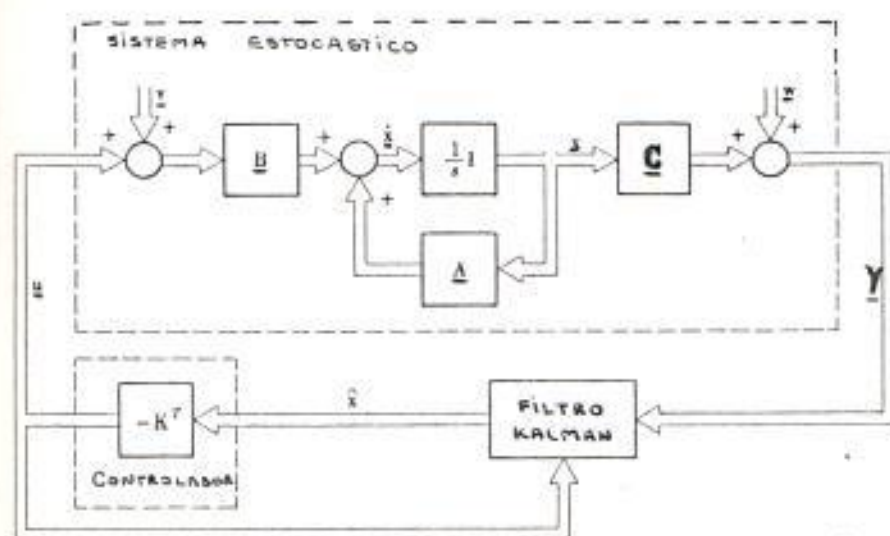 SISTEMA ESTOCASTICO
+
+
B
+
ẋ
1/s I
C
+
+
+
A
Y
-K^T
x̂
FILTRO
KALMAN
CONTROLADOR